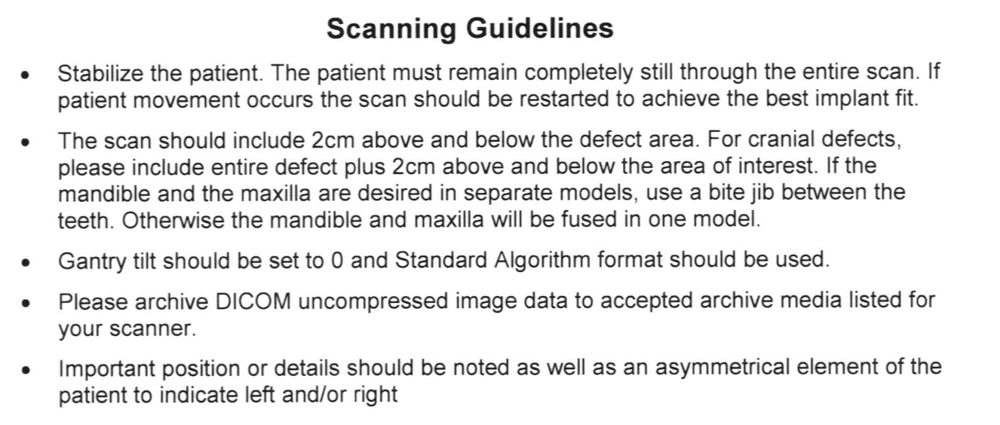 Scanning Guidelines
• Stabilize the patient. The patient must remain completely still through the entire scan. If
patient movement occurs the scan should be restarted to achieve the best implant fit.
• The scan should include 2cm above and below the defect area. For cranial defects,
please include entire defect plus 2cm above and below the area of interest. If the
mandible and the maxilla are desired in separate models, use a bite jib between the
teeth. Otherwise the mandible and maxilla will be fused in one model.
• Gantry tilt should be set to 0 and Standard Algorithm format should be used.
• Please archive DICOM uncompressed image data to accepted archive media listed for
your scanner.
• Important position or details should be noted as well as an asymmetrical element of the
patient to indicate left and/or right